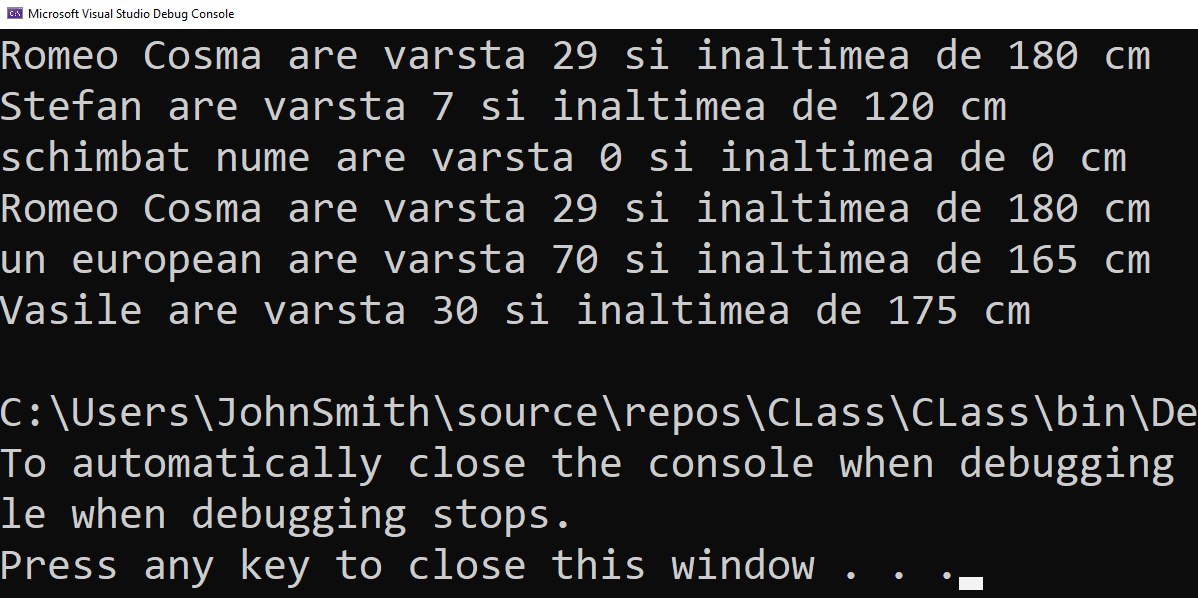 Microsoft Visual Studio Debug Console
Romeo Cosma are varsta 29 si inaltimea de 180 cm
Stefan are varsta 7 si inaltimea de 120 cm
schimbat nume are varsta 0 si inaltimea de 0 cm
Romeo Cosma are varsta 29 si inaltimea de 180 cm
un european are varsta 70 si inaltimea de 165 cm
Vasile are varsta 30 si inaltimea de 175 cm
C:\Users\JohnSmith\source\repos\CLass\CLass\bin\De
To automatically close the console when debugging
le when debugging stops.
Press any key to close this window . . .